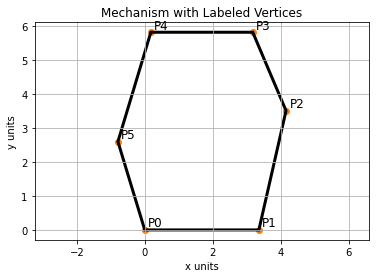 Mechanism with Labeled Vertices
6
5
4
3
2
1
0
y units
P4
P3
P2
P5
P0
P1
−2
0
2
4
6
x units